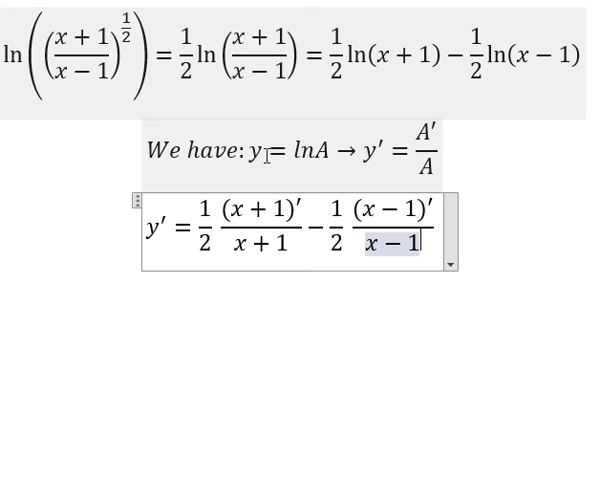 ln(((x + 1)/(x − 1))^(1/2)) = 1/2 ln((x + 1)/(x − 1)) = 1/2 ln(x + 1) − 1/2 ln(x − 1)
We have: y = lnA → y′ = A′/A
y′ = 1/2 (x + 1)′/(x + 1) − 1/2 (x − 1)′/(x − 1)